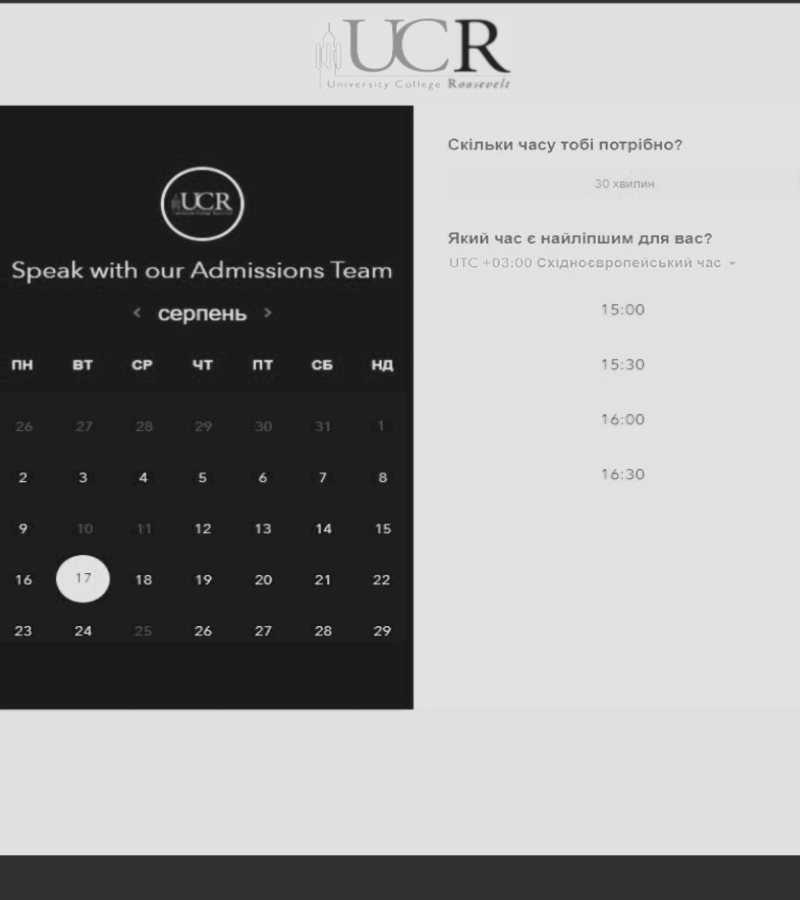 UCR
University College Roosevelt
UCR
Speak with our Admissions Team
< серпень >
ПН ВТ СР ЧТ ПТ СБ НД
26 27 28 29 30 31 1
2 3 4 5 6 7 8
9 10 11 12 13 14 15
16 17 18 19 20 21 22
23 24 25 26 27 28 29
Скільки часу тобі потрібно?
30 хвилин
Який час є найліпшим для вас?
UTC +03:00 Східноєвропейський час
15:00
15:30
16:00
16:30